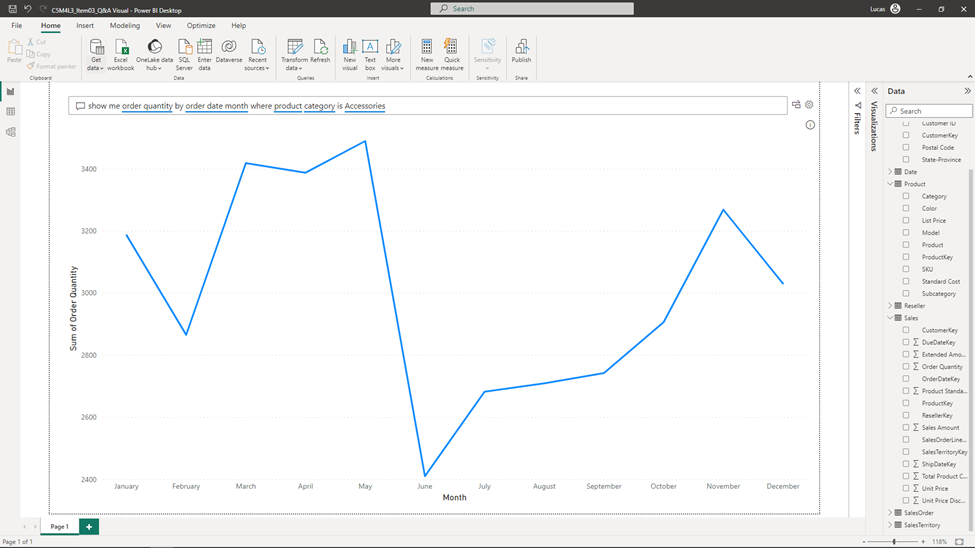 C5M4L3_Item03_Q&A Visual - Power BI Desktop
Search
Lucas
File Home Insert Modeling View Optimize Help
Paste
Cut
Copy
Format painter
Clipboard
Get data
Excel workbook
OneLake data hub
SQL Server
Enter data
Dataverse
Recent sources
Data
Transform data
Refresh
Queries
New visual
Text box
More visuals
Insert
New measure
Quick measure
Calculations
Sensitivity
Sensitivity
Publish
Share
show me order quantity by order date month where product category is Accessories
Sum of Order Quantity
3400
3200
3000
2800
2600
2400
January February March April May June July August September October November December
Month
Filters
Visualizations
Data
Search
Customer ID
CustomerKey
Postal Code
State-Province
Date
Product
Category
Color
List Price
Model
Product
ProductKey
SKU
Standard Cost
Subcategory
Reseller
Sales
CustomerKey
DueDateKey
Extended Amo...
Order Quantity
OrderDateKey
Product Standa...
ProductKey
ResellerKey
Sales Amount
SalesOrderLine...
SalesTerritoryKey
ShipDateKey
Total Product C...
Unit Price
Unit Price Disc...
SalesOrder
SalesTerritory
Page 1
Page 1 of 1
118%